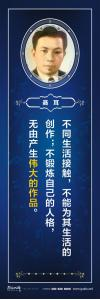 聂耳
不同生活接触，不能为其生活的
创作；不锻炼自己的人格，
无由产生伟大的作品。